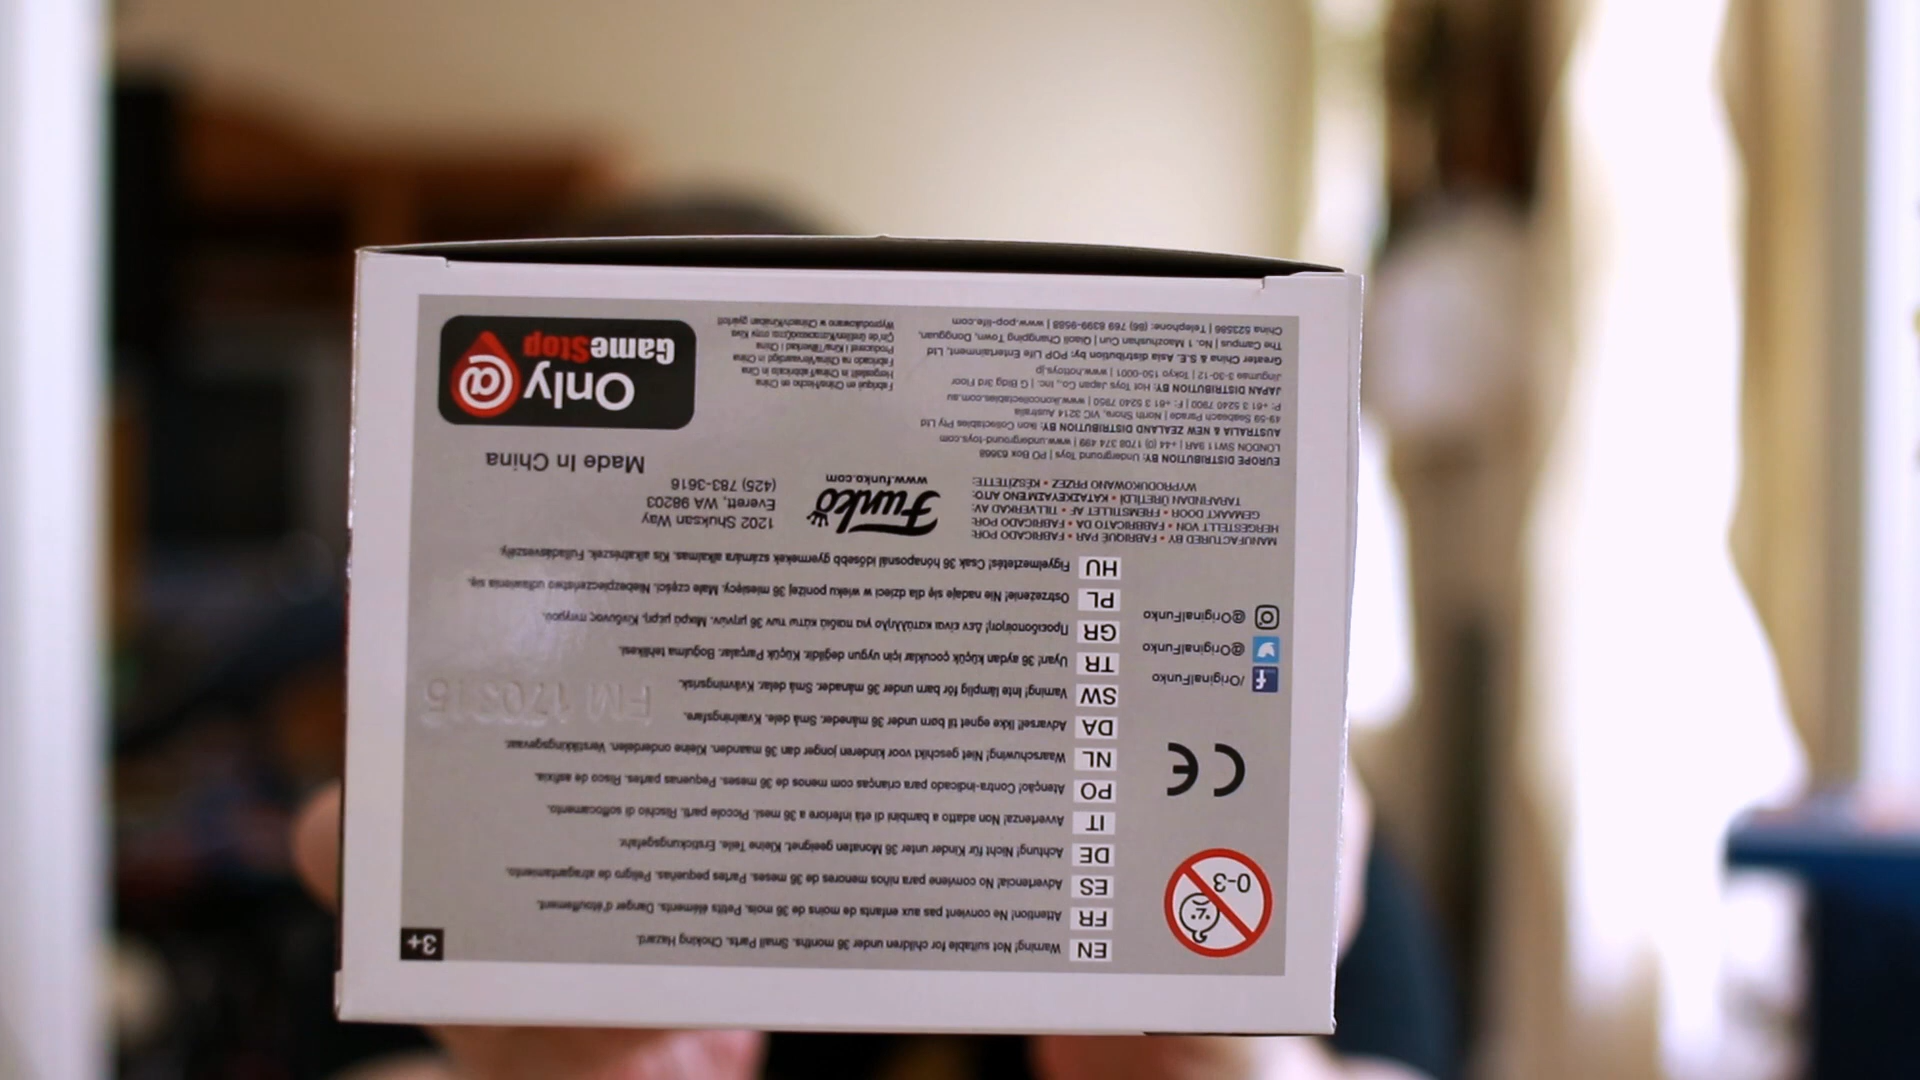 EN Warning! Not suitable for children under 36 months. Small Parts. Choking Hazard.
FR Attention! Ne convient pas aux enfants de moins de 36 mois. Petits éléments. Danger d'étouffement.
ES Advertencia! No conviene para niños menores de 36 meses. Partes pequeñas. Peligro de atragantamiento.
DE Achtung! Nicht für Kinder unter 36 Monaten geeignet. Kleine Teile. Erstickungsgefahr.
IT Avvertenza! Non adatto a bambini di età inferiore a 36 mesi. Piccole parti. Rischio di soffocamento.
PO Atenção! Contra-indicado para crianças com menos de 36 meses. Pequenas partes. Risco de asfixia.
NL Waarschuwing! Niet geschikt voor kinderen jonger dan 36 maanden. Kleine onderdelen. Verstikkingsgevaar.
DA Advarsel! Ikke egnet til børn under 36 måneder. Små dele. Kvælningsfare.
SW Varning! Inte lämplig för barn under 36 månader. Små delar. Kvävningsrisk.
TR Uyarı! 36 aydan küçük çocuklar için uygun değildir. Küçük Parçalar. Boğulma tehlikesi.
GR Προειδοποίηση! Δεν είναι κατάλληλο για παιδιά κάτω των 36 μηνών. Μικρά μέρη. Κίνδυνος πνιγμού.
PL Ostrzeżenie! Nie nadaje się dla dzieci w wieku poniżej 36 miesięcy. Małe części. Niebezpieczeństwo udławienia się.
HU Figyelmeztetés! Csak 36 hónaposnál idősebb gyermekek számára alkalmas. Kis alkatrészek. Fulladásveszély.
0-3
3+
CE
/OriginalFunko
@OriginalFunko
@OriginalFunko
FM 170315
MANUFACTURED BY • FABRIQUÉ PAR • FABRICADO POR:
HERGESTELLT VON • FABBRICATO DA • FABRICADO POR:
GEMAAKT DOOR • FREMSTILLET AF • TILLVERKAD AV:
TARAFINDAN ÜRETİLDİ • ΚΑΤΑΣΚΕΥΑΣΜΕΝΟ ΑΠΟ:
WYPRODUKOWANO PRZEZ • KÉSZÍTETTE:
Funko
www.funko.com
1202 Shuksan Way
Everett, WA 98203
(425) 783-3616
Made In China
EUROPE DISTRIBUTION BY: Underground Toys | PO Box 63668
LONDON SW11 9AR | +44 (0) 1708 374 499 | www.underground-toys.com
AUSTRALIA & NEW ZEALAND DISTRIBUTION BY: Ikon Collectables Pty Ltd
49-59 Seabeach Parade | North Shore, VIC 3214 Australia
P: +61 3 5240 7900 | F: +61 3 5240 7950 | www.ikoncollectables.com.au
JAPAN DISTRIBUTION BY: Hot Toys Japan Co., Inc. | G Bldg 3rd Floor
Jingumae 3-30-12 | Tokyo 150-0001 | www.hottoys.jp
Greater China & S.E. Asia distribution by: POP Life Entertainment, Ltd
The Campus | No. 1 Maozhushan Cun | Qiaoli Changping Town, Dongguan,
China 523586 | Telephone: (86) 769 8399-9588 | www.pop-life.com
Fabriqué en Chine/Hecho en China
Hergestellt in China/Fabbricato in Cina
Fabricado na China/Vervaardigd in China
Produceret i Kina/Tillverkad i China
Çin'de üretilen/Κατασκευάζεται στην Κίνα
Wyprodukowano w Chinach/Kínában gyártott
Only @
GameStop